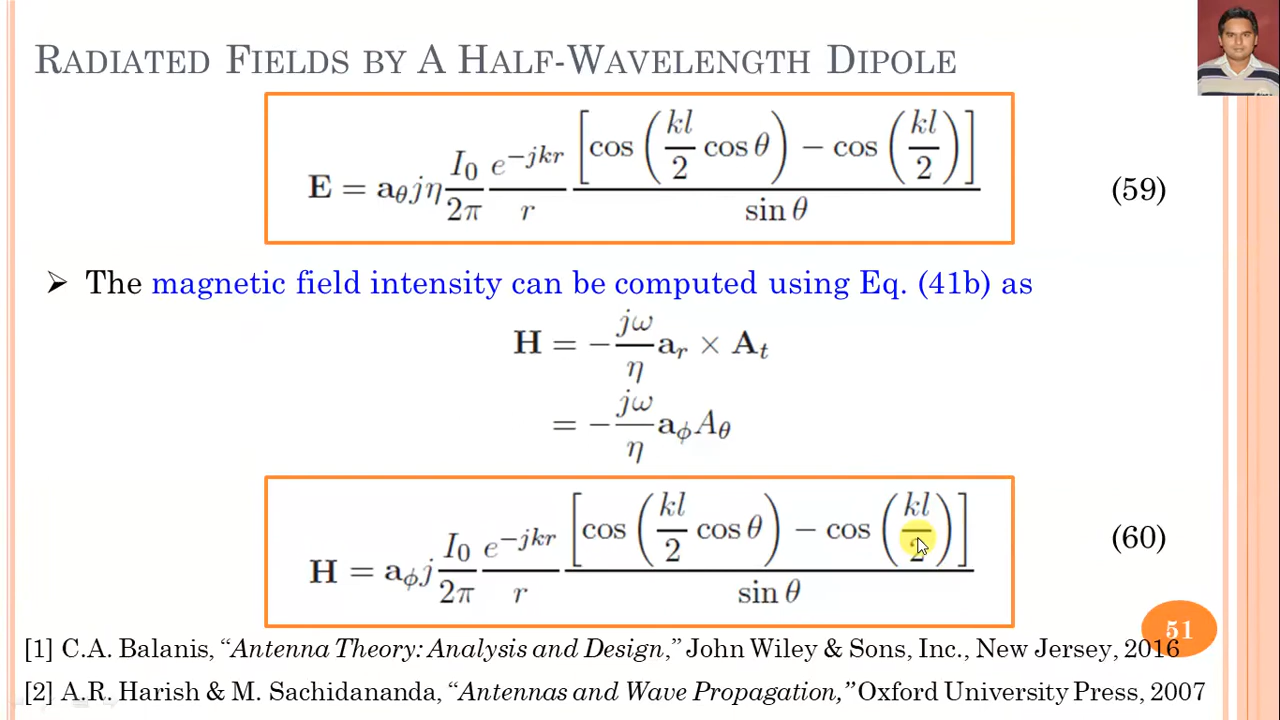 RADIATED FIELDS BY A HALF-WAVELENGTH DIPOLE
E = a_θ jη (I_0/2π) (e^{-jkr}/r) [cos(kl/2 cos θ) − cos(kl/2)] / sin θ (59)
➢ The magnetic field intensity can be computed using Eq. (41b) as
H = −(jω/η) a_r × A_t
= −(jω/η) a_ϕ A_θ
H = a_ϕ j (I_0/2π) (e^{-jkr}/r) [cos(kl/2 cos θ) − cos(kl/2)] / sin θ (60)
51
[1] C.A. Balanis, “Antenna Theory: Analysis and Design,” John Wiley & Sons, Inc., New Jersey, 2016
[2] A.R. Harish & M. Sachidananda, “Antennas and Wave Propagation,” Oxford University Press, 2007